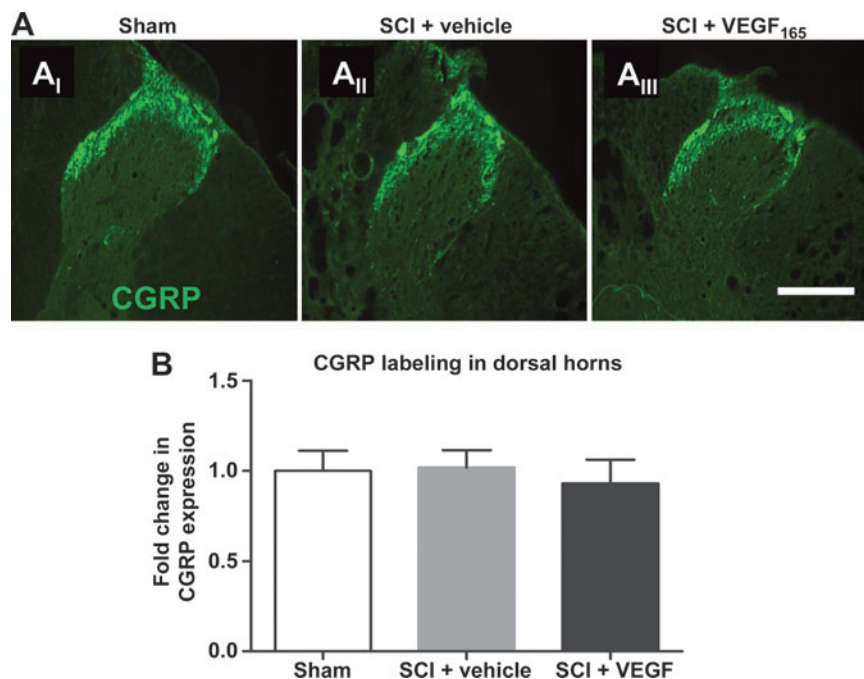 A
Sham
SCI + vehicle
SCI + VEGF165
AI
AII
AIII
CGRP
B
CGRP labeling in dorsal horns
Fold change in
CGRP expression
1.5
1.0
0.5
0.0
Sham
SCI + vehicle
SCI + VEGF